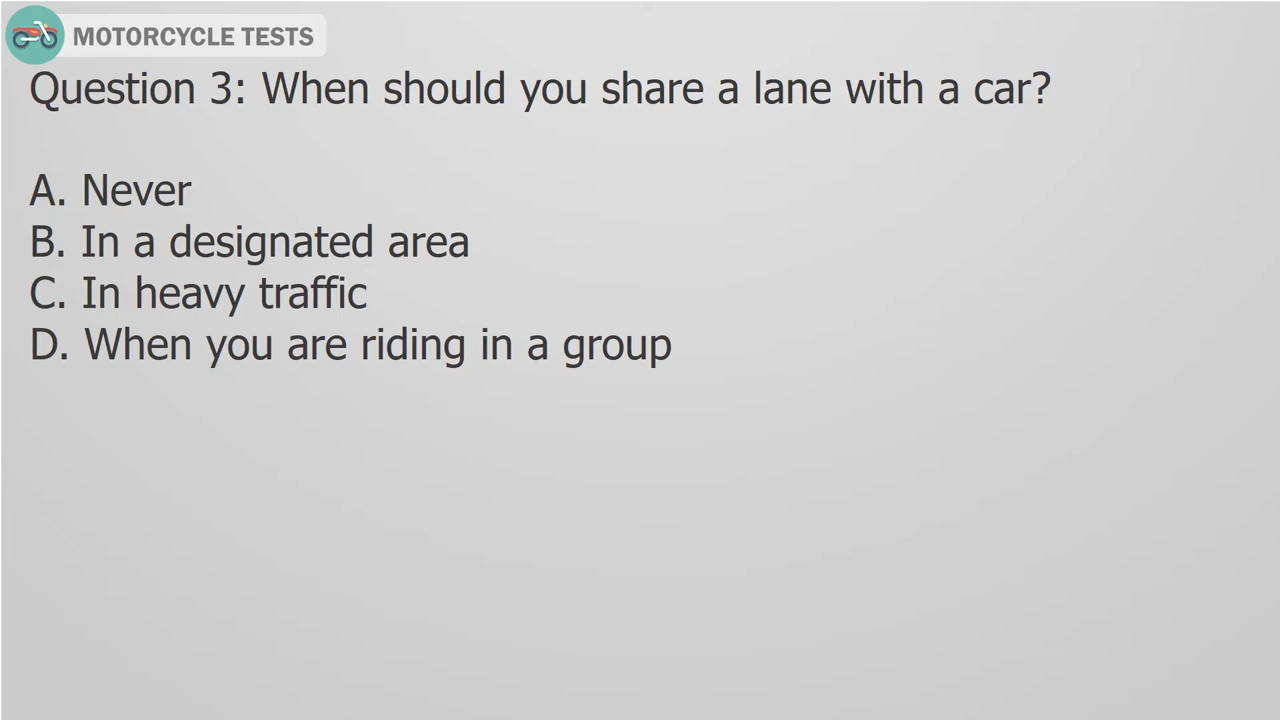 MOTORCYCLE TESTS
Question 3: When should you share a lane with a car?
A. Never
B. In a designated area
C. In heavy traffic
D. When you are riding in a group